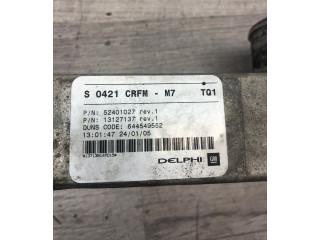 S 0421 CRFM - M7 TQ1
P/N: 52401027 rev.1
P/N: 13127137 rev.1
DUNS CODE: 644549552
13:01:47 24/01/05
DELPHI GM